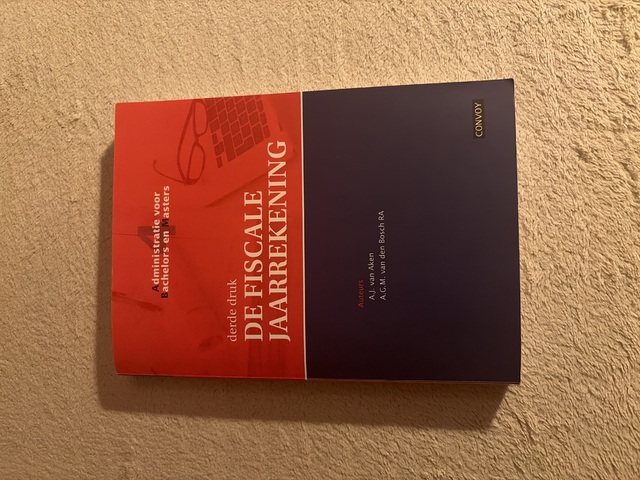 Administratie voor
Bachelors en Masters
derde druk
DE FISCALE
JAARREKENING
Auteurs
A.J. van Aken
A.G.M. van den Bosch RA
CONVOY